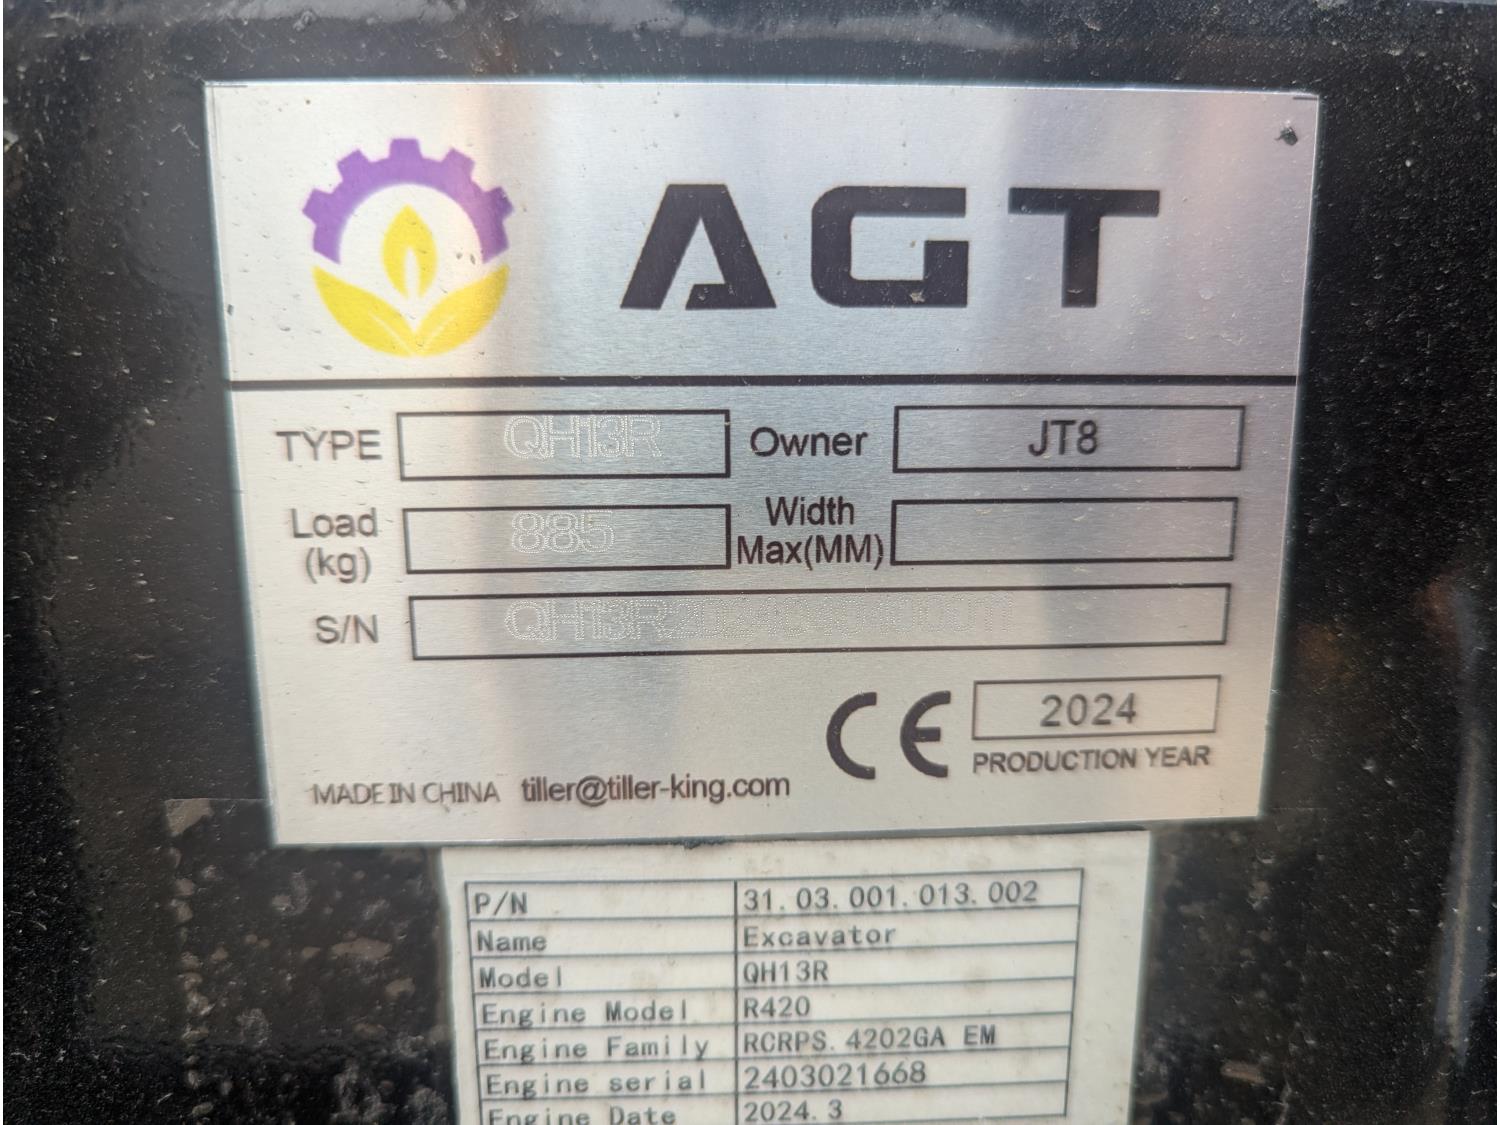 AGT
TYPE QH13R Owner JT8
Load (kg) 885 Width Max(MM)
S/N
CE 2024
PRODUCTION YEAR
MADE IN CHINA tiller@tiller-king.com
P/N 31.03.001.013.002
Name Excavator
Model QH13R
Engine Model R420
Engine Family RCRPS.4202GA EM
Engine serial 2403021668
Engine Date 2024.3